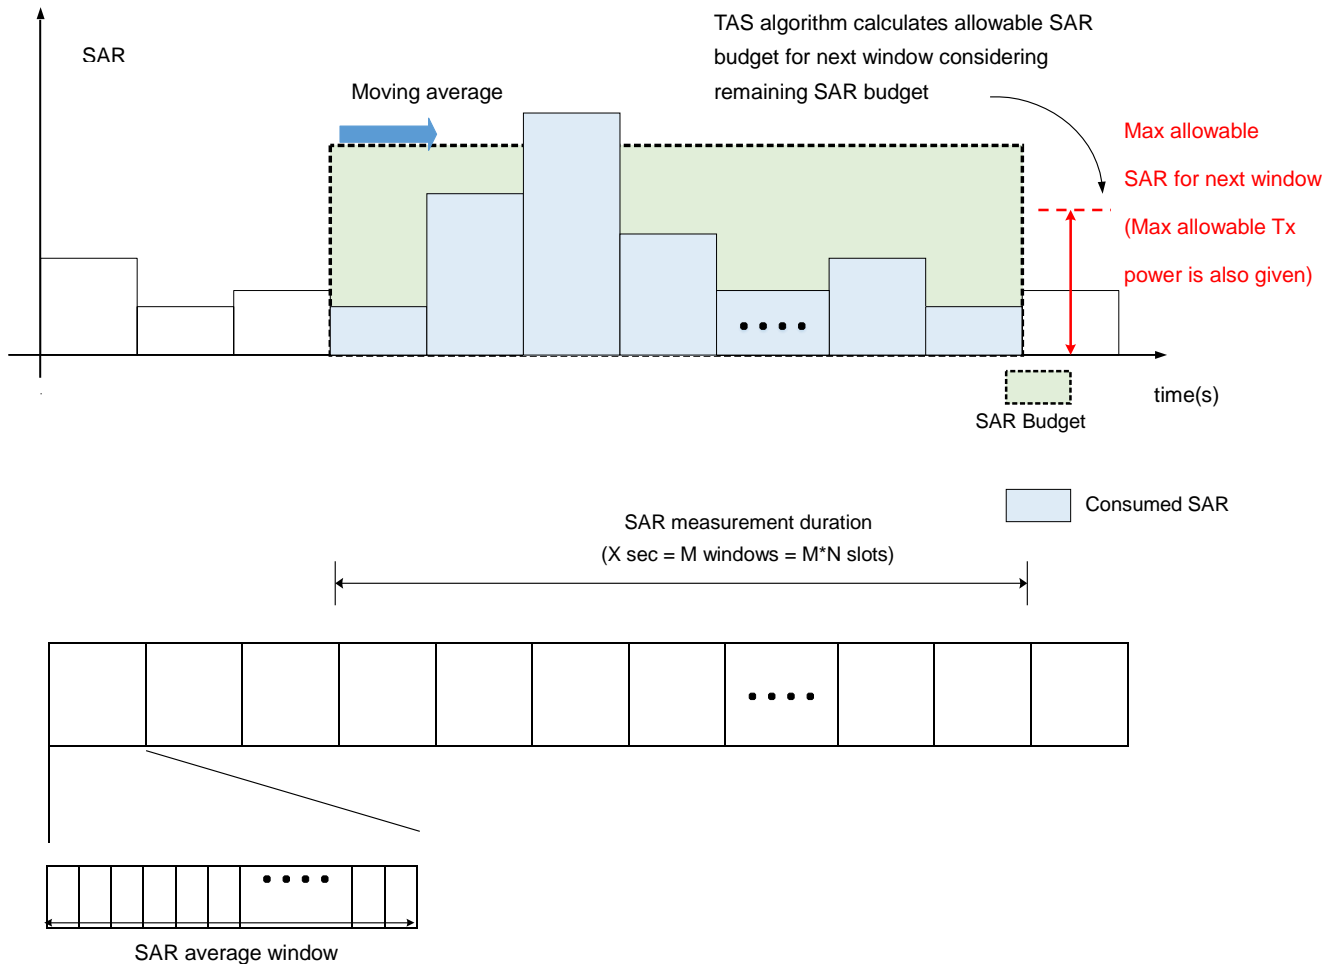 SAR
TAS algorithm calculates allowable SAR
budget for next window considering
remaining SAR budget
Moving average
Max allowable
SAR for next window
(Max allowable Tx
power is also given)
time(s)
SAR Budget
Consumed SAR
SAR measurement duration
(X sec = M windows = M*N slots)
SAR average window